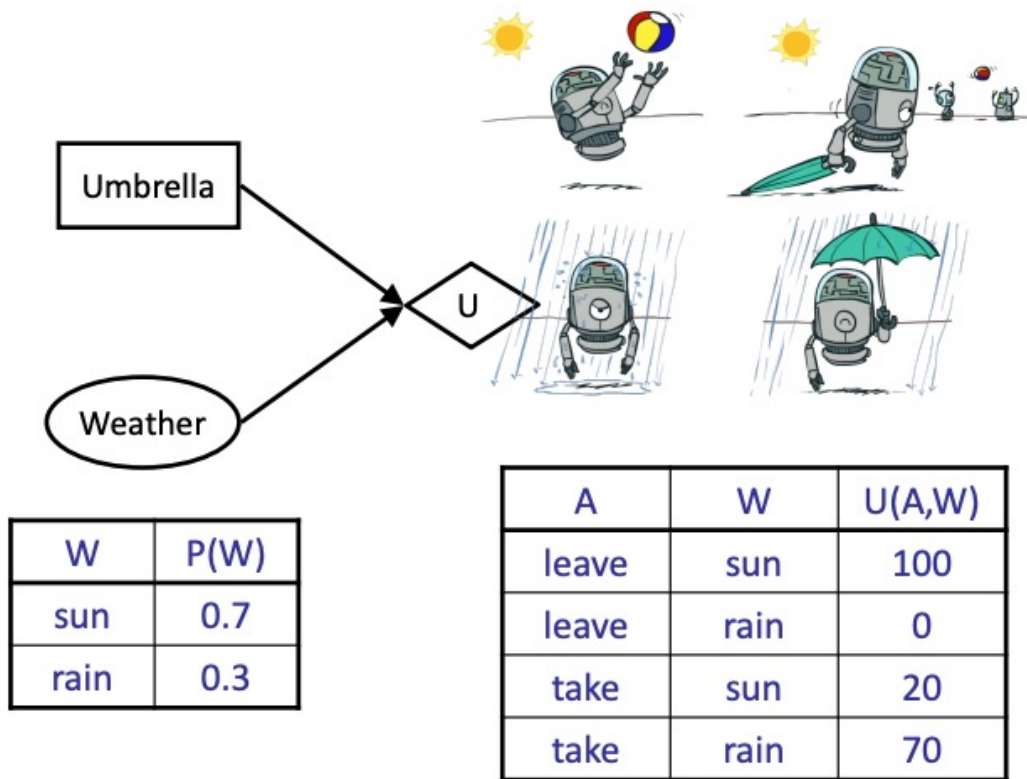 Umbrella
U
Weather
W P(W)
sun 0.7
rain 0.3
A W U(A,W)
leave sun 100
leave rain 0
take sun 20
take rain 70